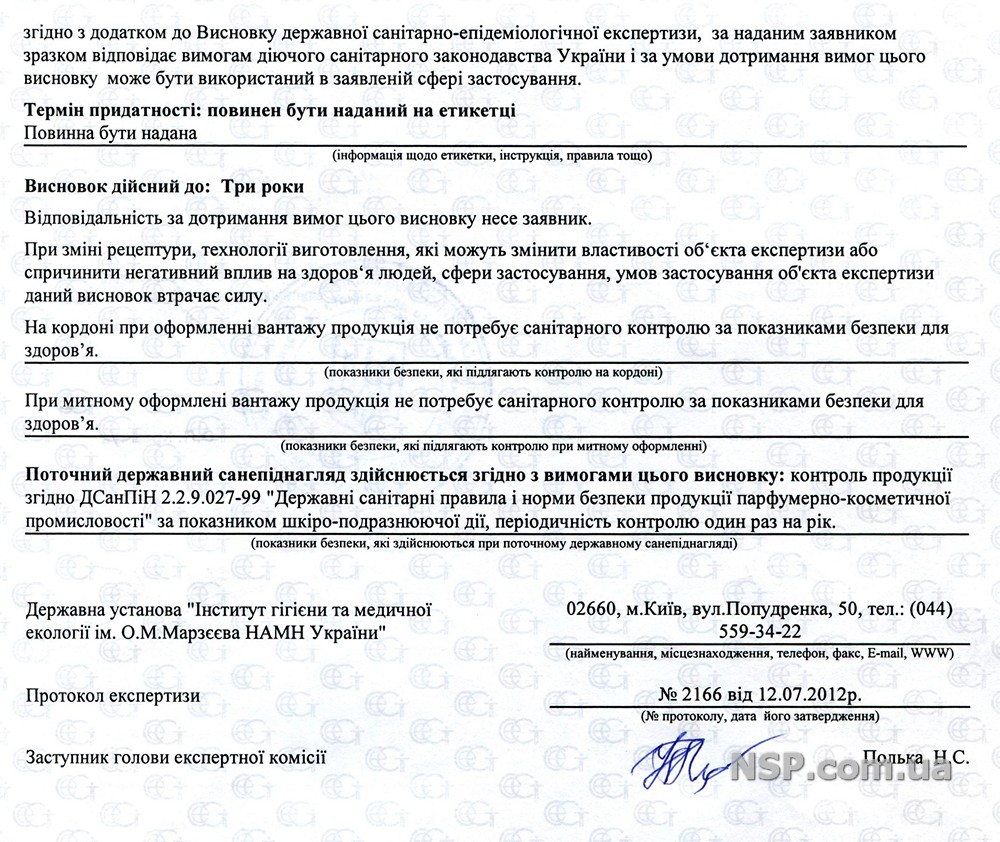 згідно з додатком до Висновку державної санітарно-епідеміологічної експертизи, за наданим заявником
зразком відповідає вимогам діючого санітарного законодавства України і за умови дотримання вимог цього
висновку може бути використаний в заявленій сфері застосування.
Термін придатності: повинен бути наданий на етикетці
Повинна бути надана
(інформація щодо етикетки, інструкція, правила тощо)
Висновок дійсний до: Три роки
Відповідальність за дотримання вимог цього висновку несе заявник.
При зміні рецептури, технології виготовлення, які можуть змінити властивості об‘єкта експертизи або
спричинити негативний вплив на здоров‘я людей, сфери застосування, умов застосування об'єкта експертизи
даний висновок втрачає силу.
На кордоні при оформленні вантажу продукція не потребує санітарного контролю за показниками безпеки для
здоров’я.
(показники безпеки, які підлягають контролю на кордоні)
При митному оформлені вантажу продукція не потребує санітарного контролю за показниками безпеки для
здоров’я.
(показники безпеки, які підлягають контролю при митному оформленні)
Поточний державний санепіднагляд здійснюється згідно з вимогами цього висновку: контроль продукції
згідно ДСанПіН 2.2.9.027-99 "Державні санітарні правила і норми безпеки продукції парфумерно-косметичної
промисловості" за показником шкіро-подразнюючої дії, періодичність контролю один раз на рік.
(показники безпеки, які здійснюються при поточному державному санепіднагляді)
Державна установа "Інститут гігієни та медичної
екології ім. О.М.Марзєєва НАМН України"
02660, м.Київ, вул.Попудренка, 50, тел.: (044)
559-34-22
(найменування, місцезнаходження, телефон, факс, E-mail, WWW)
Протокол експертизи
№ 2166 від 12.07.2012р.
(№ протоколу, дата його затвердження)
Заступник голови експертної комісії
Полька Н.С.
NSP.com.ua